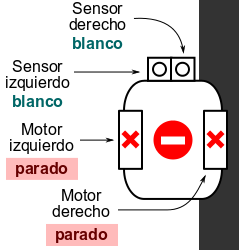 Sensor
derecho
blanco
Sensor
izquierdo
blanco
Motor
izquierdo
parado
Motor
derecho
parado